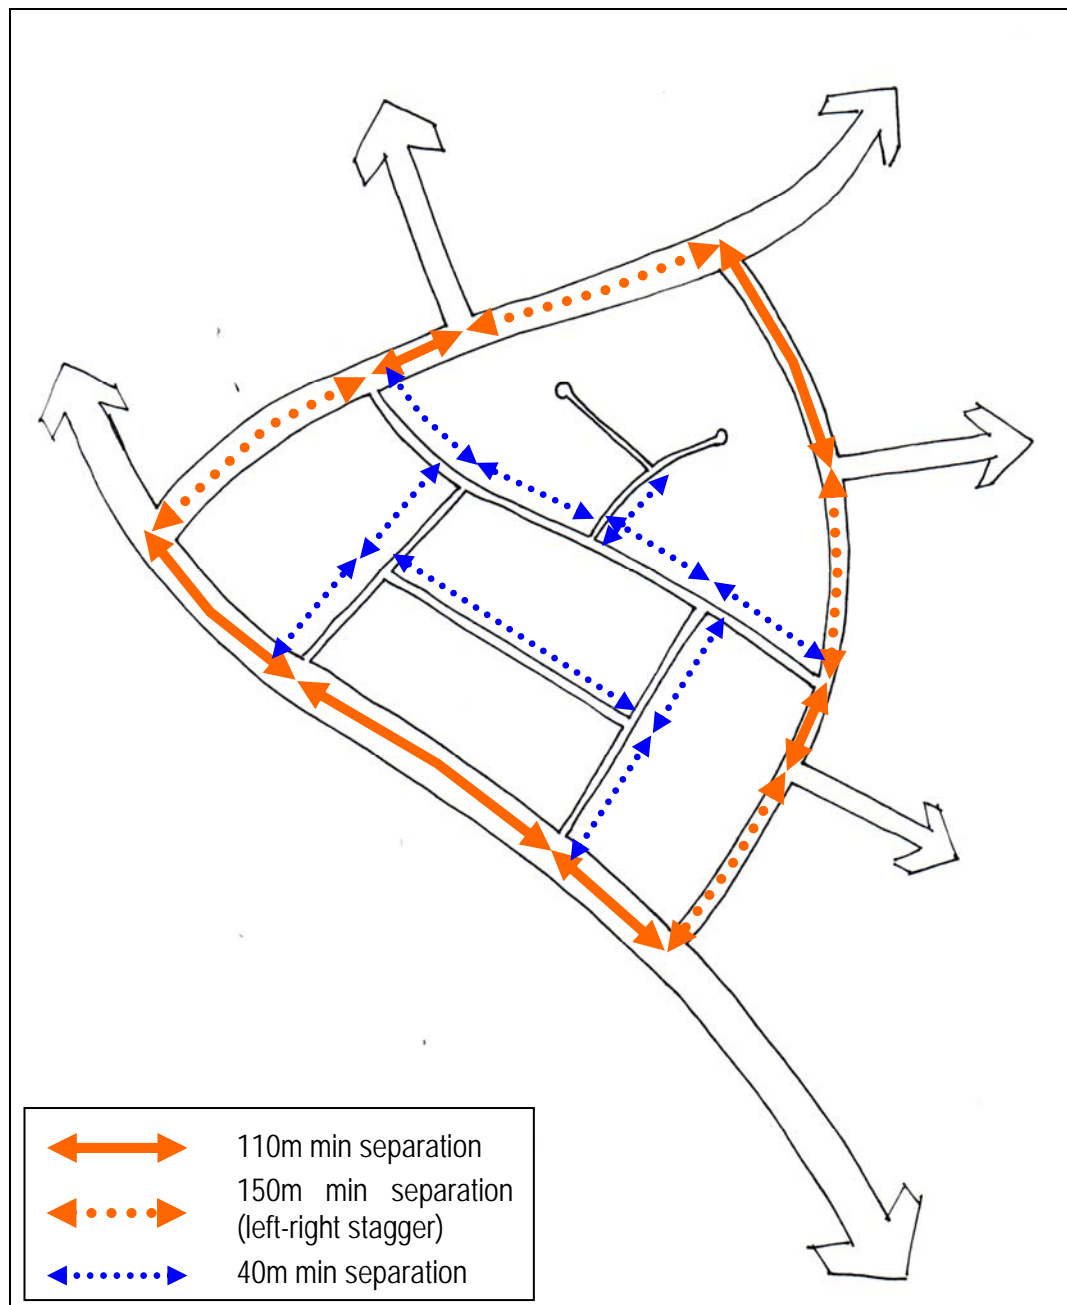 110m min separation
150m min separation
(left-right stagger)
40m min separation